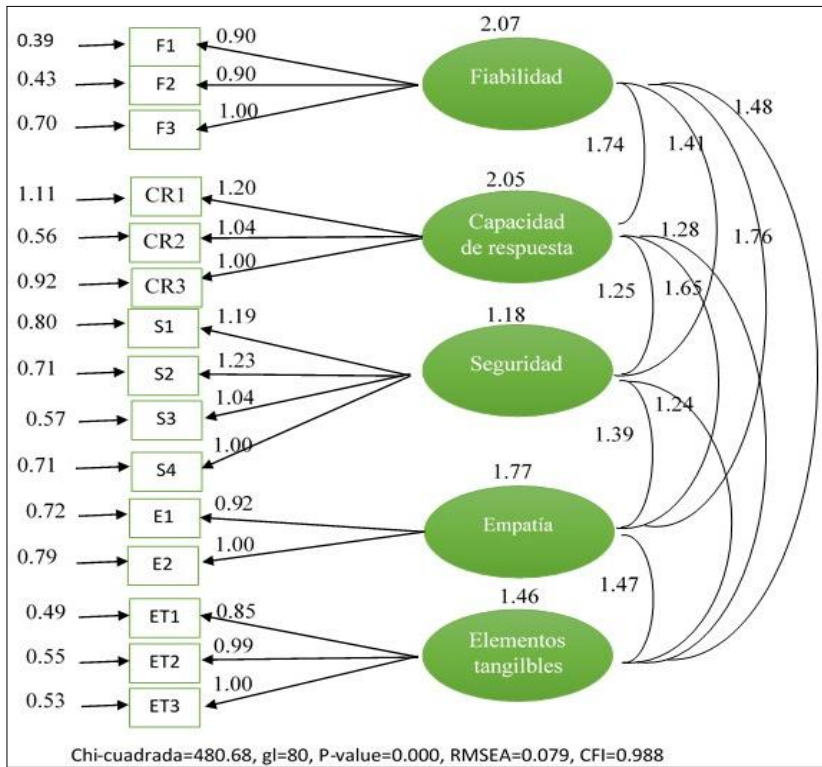 2.07
0.39 F1 0.90
Fiabilidad
0.43 F2 0.90
1.48
0.70 F3 1.00
1.74 1.41
2.05
1.11 CR1 1.20
Capacidad
de respuesta
0.56 CR2 1.04
1.28 1.76
0.92 CR3 1.00
1.25 1.65
1.18
0.80 S1 1.19
Seguridad
0.71 S2 1.23
1.24
0.57 S3 1.04
1.39
0.71 S4 1.00
1.77
0.72 E1 0.92
Empatía
0.79 E2 1.00
1.47
1.46
0.49 ET1 0.85
Elementos
tangilbles
0.55 ET2 0.99
0.53 ET3 1.00
Chi-cuadrada=480.68, gl=80, P-value=0.000, RMSEA=0.079, CFI=0.988